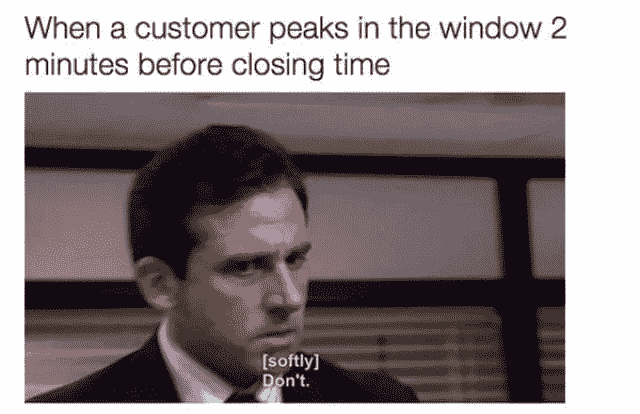 When a customer peaks in the window 2
minutes before closing time
[softly]
Don't.